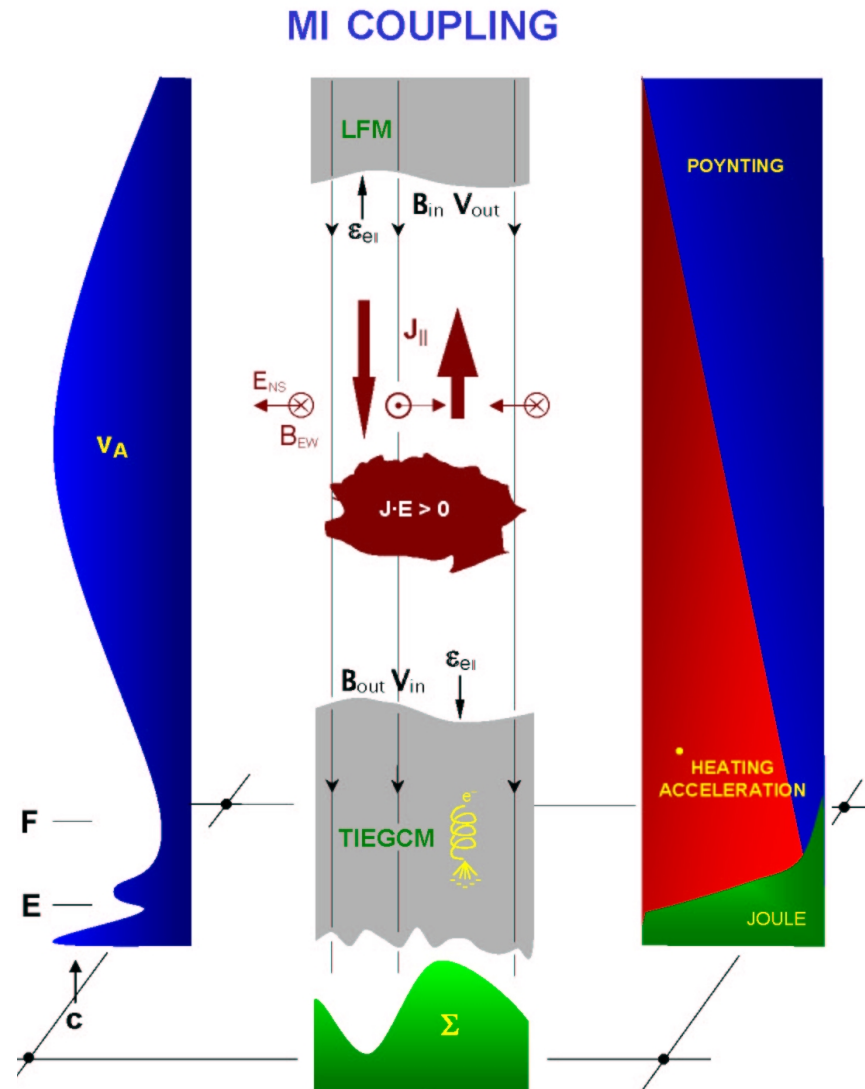 MI COUPLING
LFM
POYNTING
B_in V_out
ε_e||
J_||
E_NS
B_EW
v_A
J·E > 0
ε_e||
B_out V_in
HEATING
ACCELERATION
F
e⁻
TIEGCM
E
JOULE
c
Σ